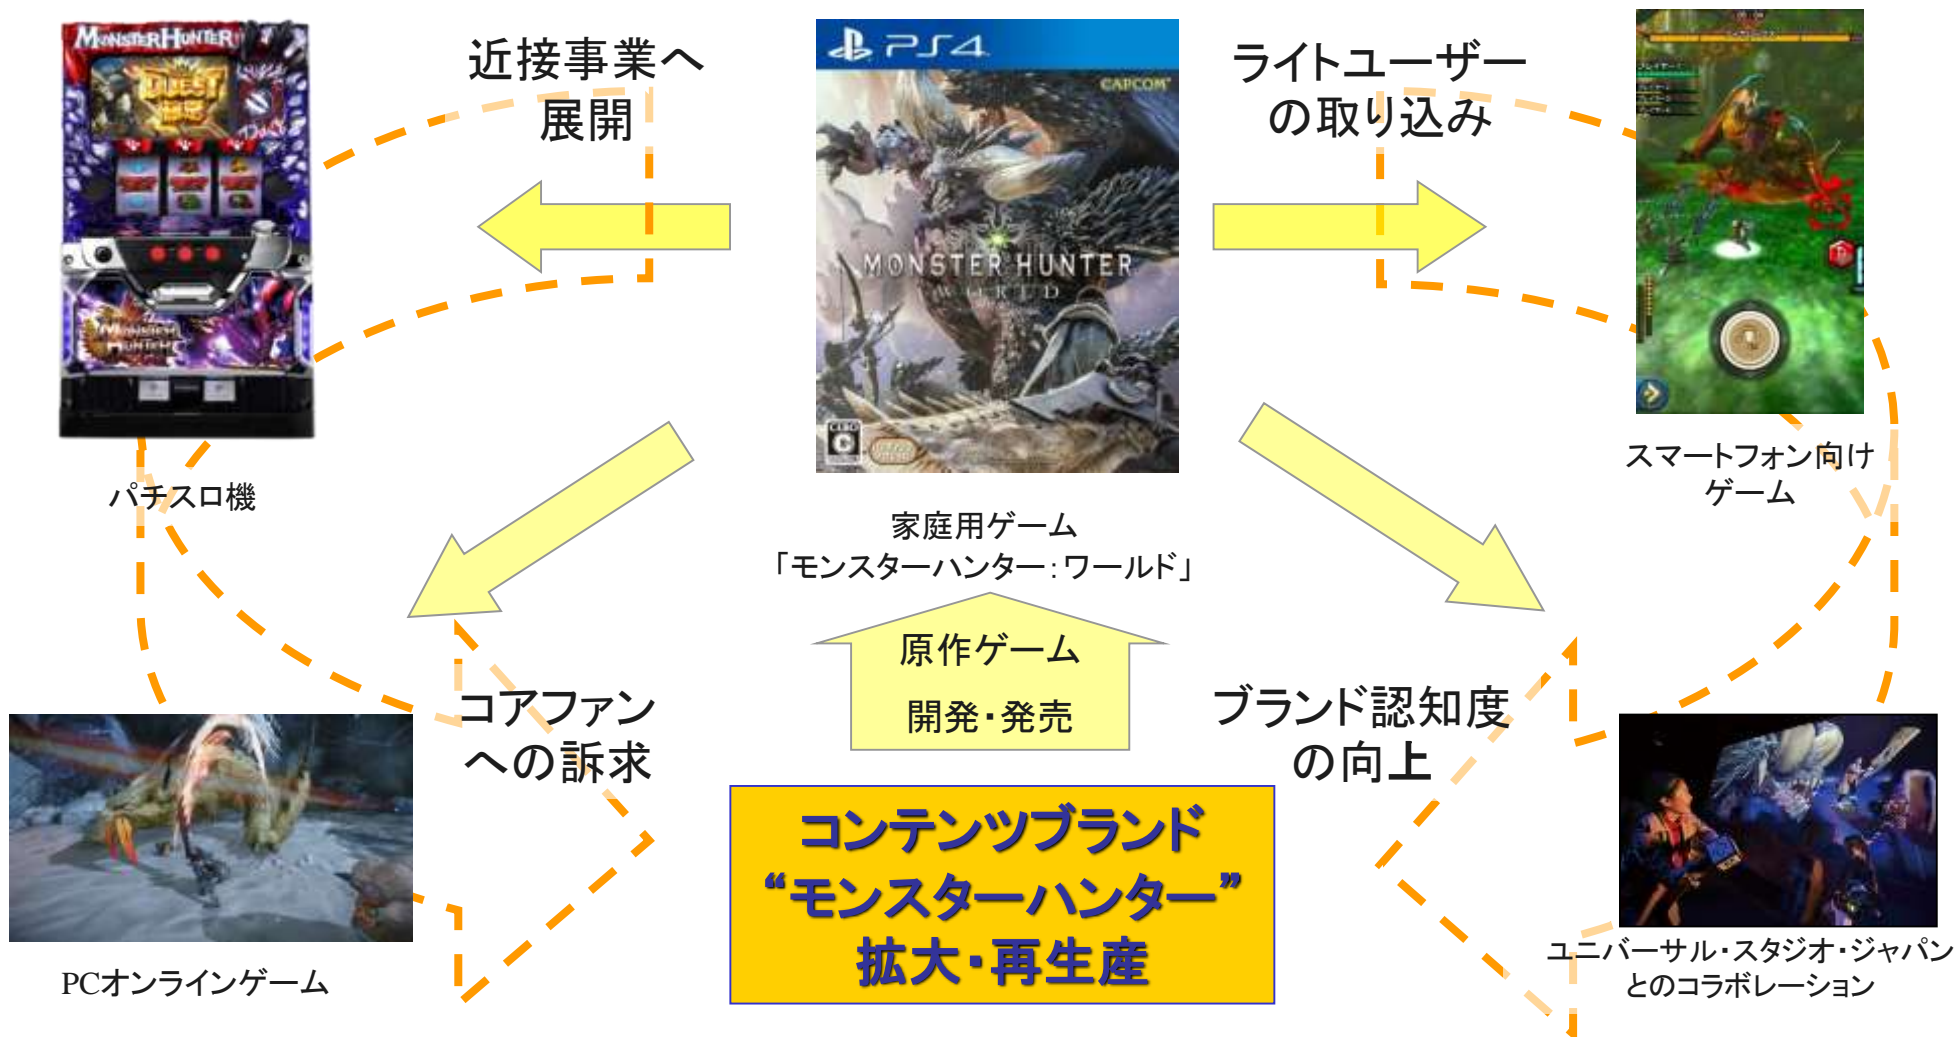 MONSTER HUNTER
QUEST
近接事業へ
展開
PS4
CAPCOM
MONSTER HUNTER
WORLD
CERO
C
ライトユーザー
の取り込み
MONSTER
HUNTER
パチスロ機
スマートフォン向け
ゲーム
家庭用ゲーム
「モンスターハンター：ワールド」
原作ゲーム
開発・発売
コアファン
への訴求
ブランド認知度
の向上
コンテンツブランド
“モンスターハンター”
拡大・再生産
PCオンラインゲーム
ユニバーサル・スタジオ・ジャパン
とのコラボレーション